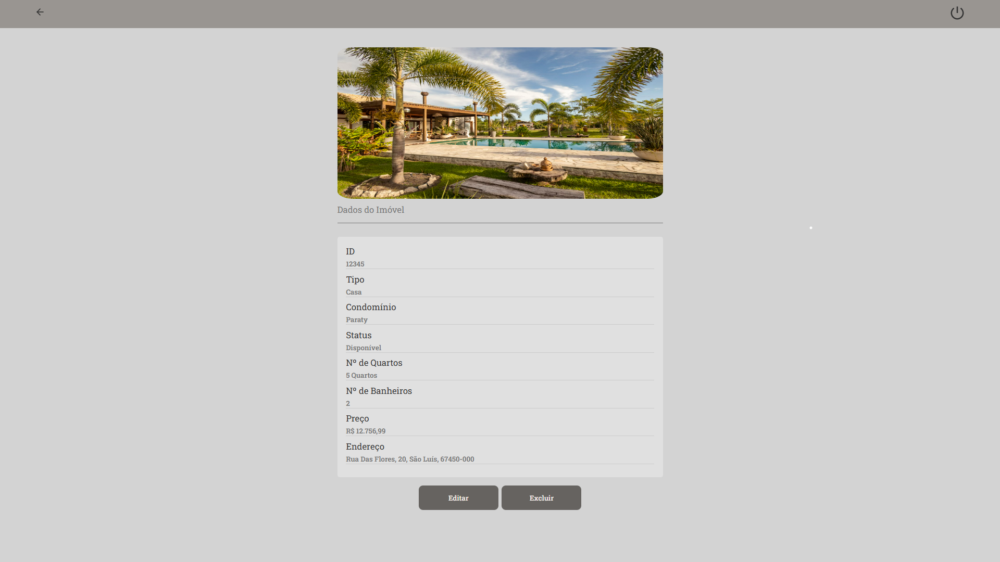 Dados do Imóvel
ID
12345
Tipo
Casa
Condomínio
Paraty
Status
Disponível
Nº de Quartos
5 Quartos
Nº de Banheiros
2
Preço
R$ 12.756,99
Endereço
Rua Das Flores, 20, São Luís, 67450-000
Editar
Excluir